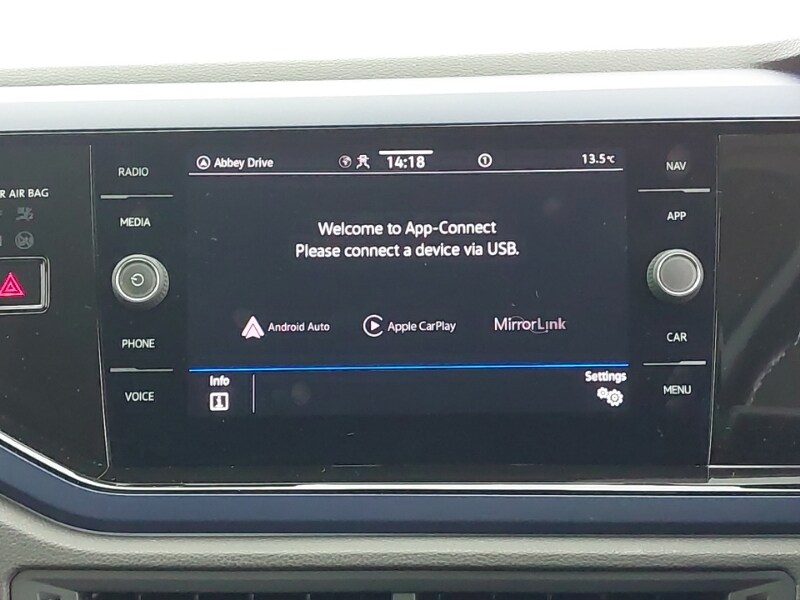 Abbey Drive 14:18 1 13.5°C
RADIO
NAV
R AIR BAG
MEDIA
APP
Welcome to App-Connect
Please connect a device via USB.
Android Auto Apple CarPlay MirrorLink
PHONE
CAR
Info
Settings
VOICE
MENU